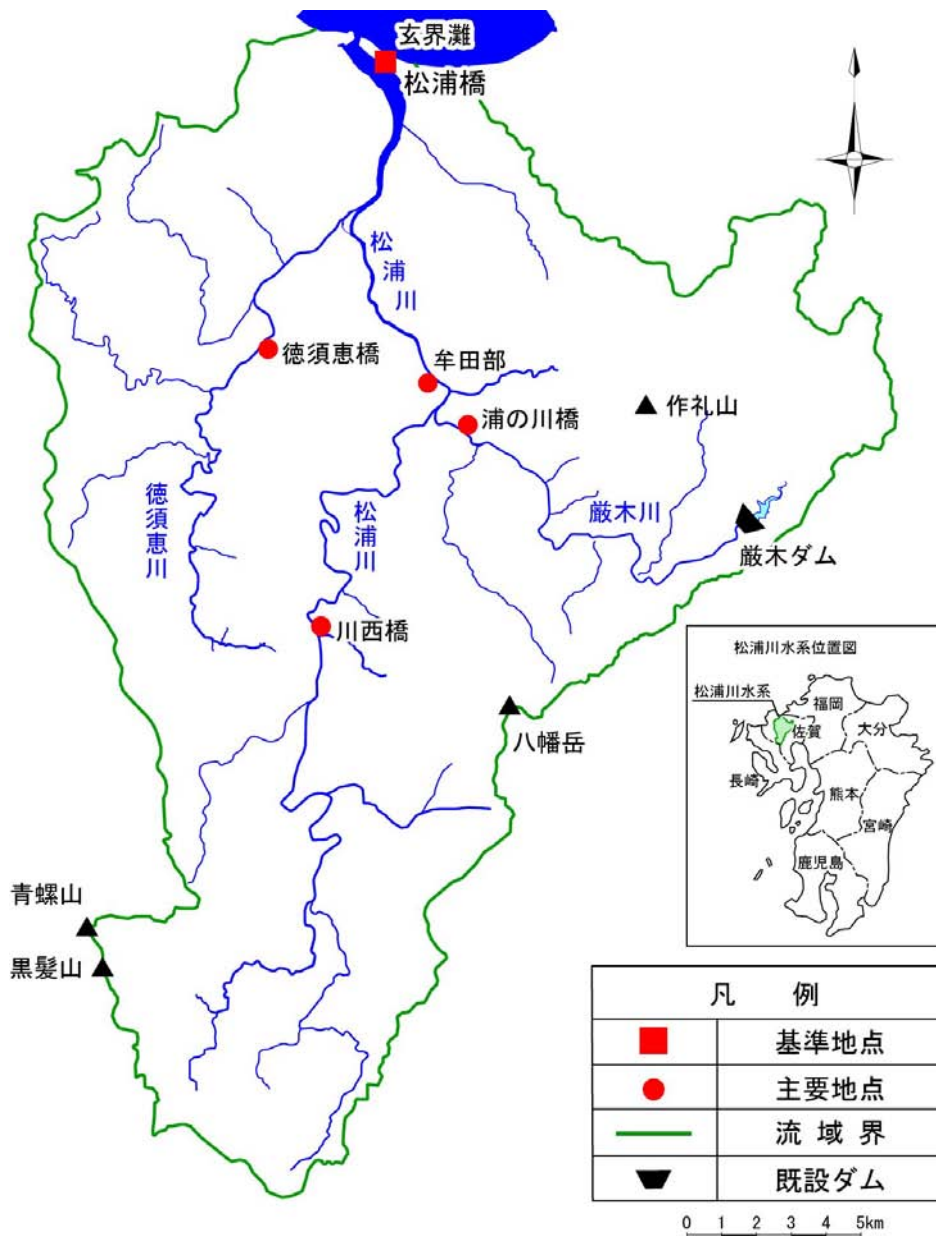 玄界灘
松浦橋
松浦川
徳須恵橋
牟田部
浦の川橋
作礼山
徳須恵川
松浦川
厳木川
厳木ダム
川西橋
八幡岳
青螺山
黒髪山
松浦川水系位置図
松浦川水系
福岡
佐賀
大分
長崎
熊本
宮崎
鹿児島
凡 例
基準地点
主要地点
流域界
既設ダム
0 1 2 3 4 5km